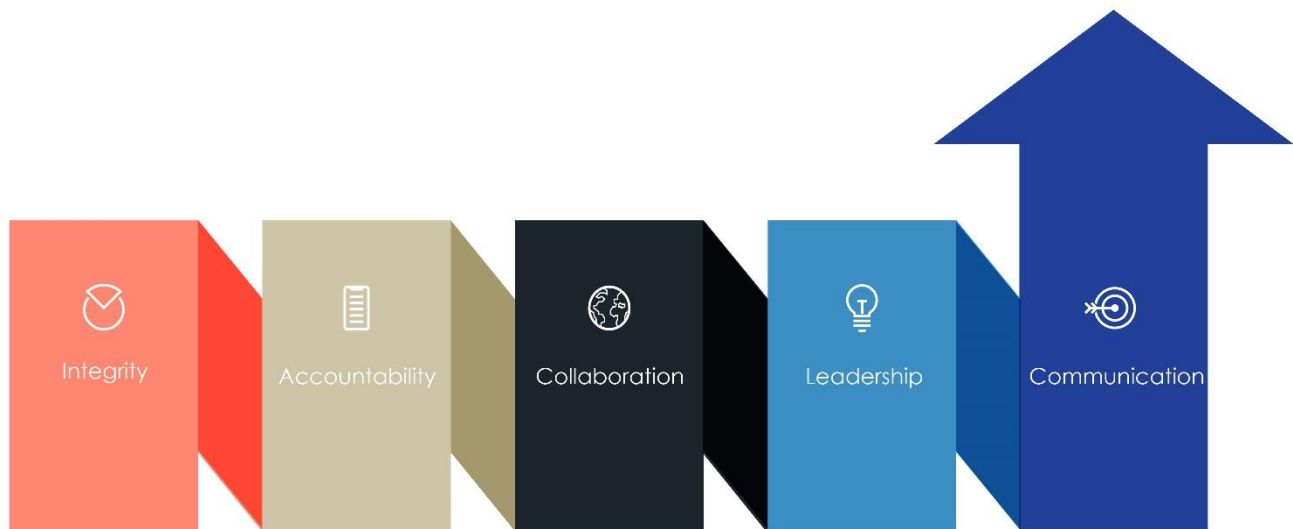 Integrity
Accountability
Collaboration
Leadership
Communication